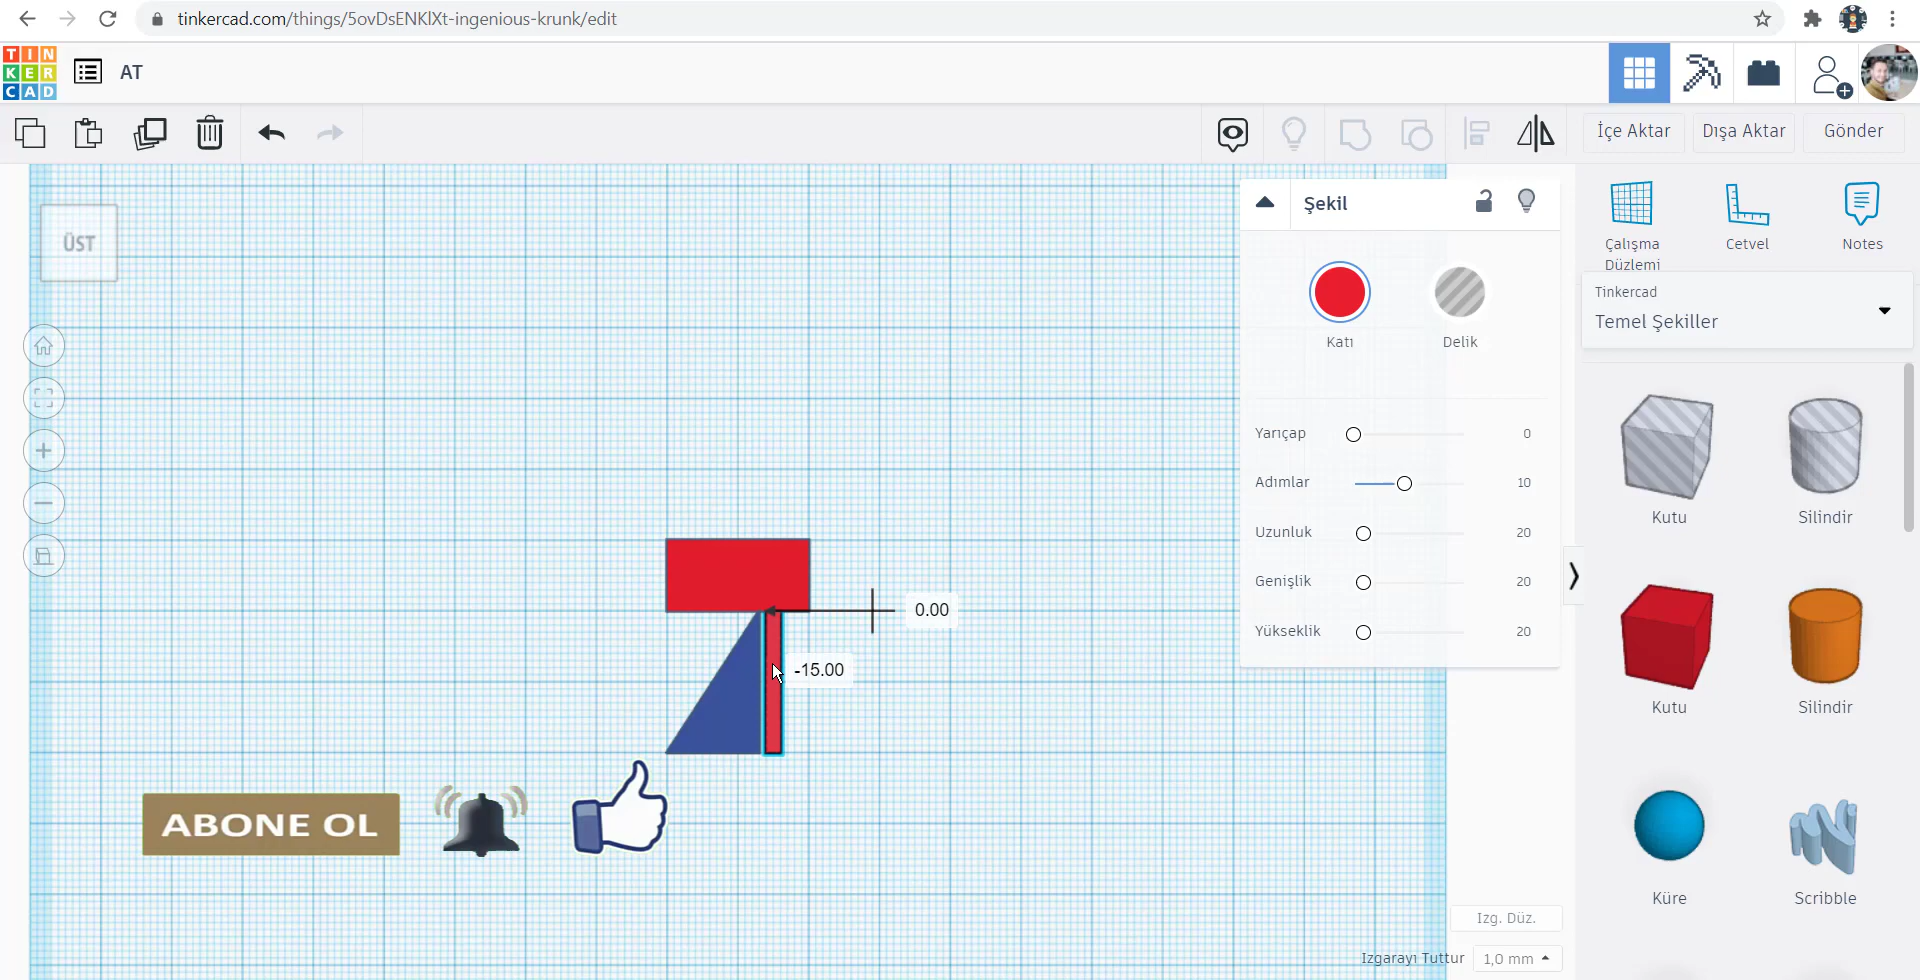 tinkercad.com/things/5ovDsENKlXt-ingenious-krunk/edit
TIN
KER
CAD
AT
İçe Aktar
Dışa Aktar
Gönder
ÜST
Şekil
Katı
Delik
Yarıçap 0
Adımlar 10
Uzunluk 20
Genişlik 20
Yükseklik 20
Çalışma
Düzlemi
Cetvel
Notes
Tinkercad
Temel Şekiller
Kutu
Silindir
Kutu
Silindir
Küre
Scribble
0.00
-15.00
ABONE OL
Izg. Düz.
Izgarayı Tuttur 1,0 mm